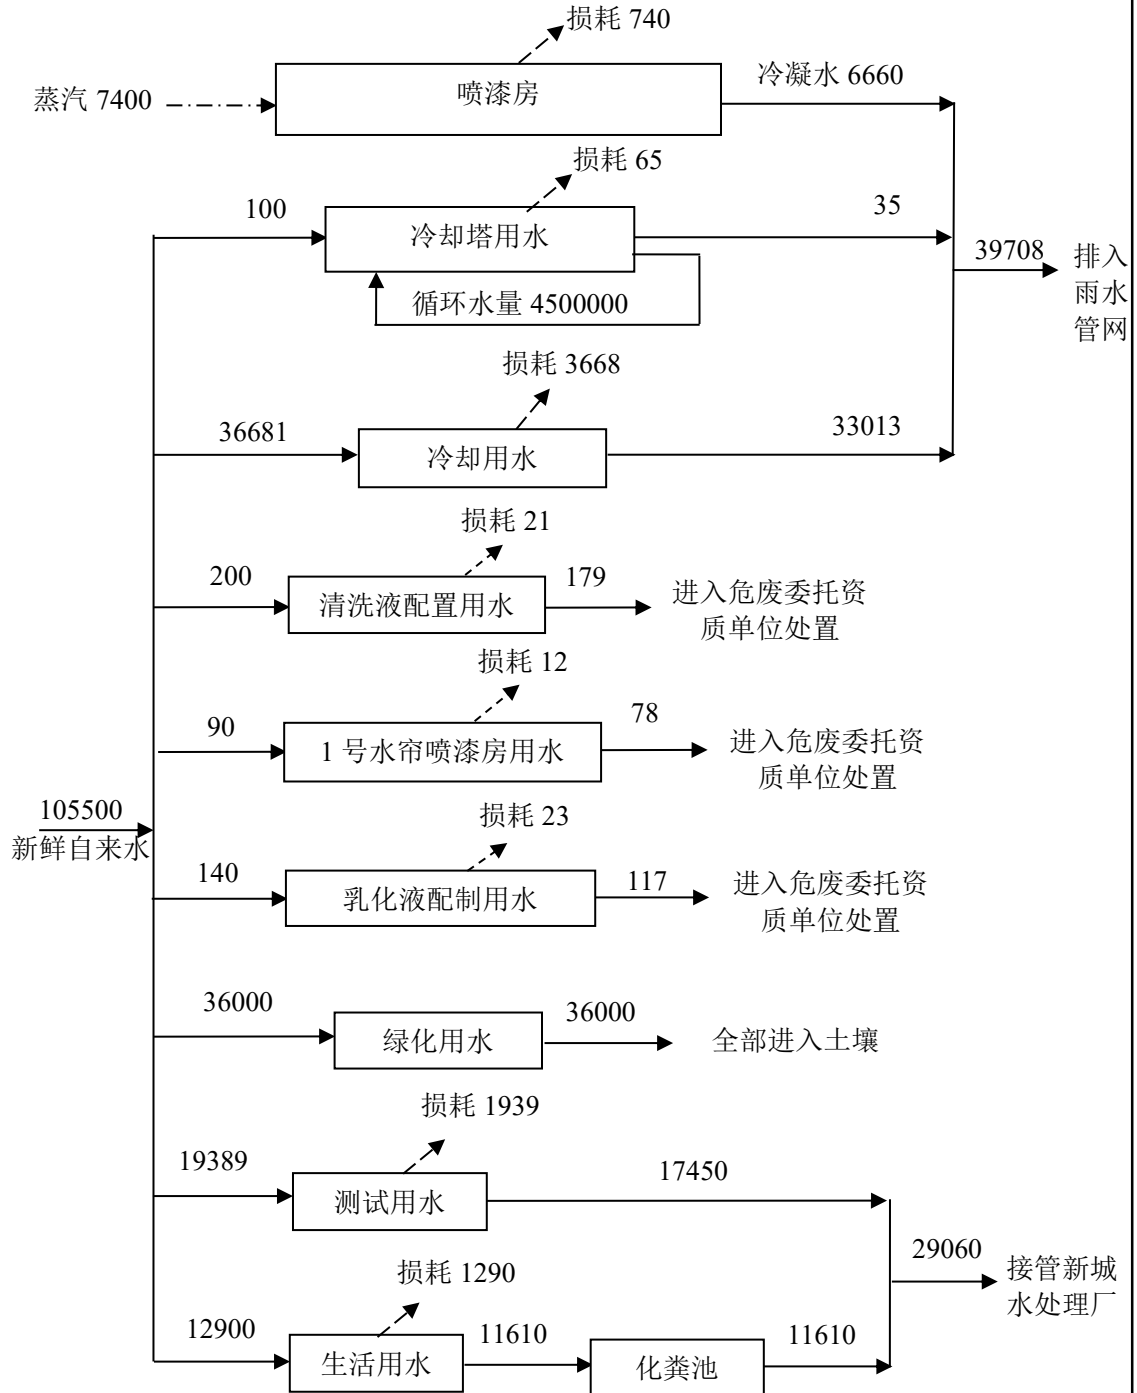 损耗 740
蒸汽 7400
喷漆房
冷凝水 6660
损耗 65
100
冷却塔用水
35
循环水量 4500000
39708
排入
雨水
管网
损耗 3668
36681
冷却用水
33013
损耗 21
200
清洗液配置用水
179
进入危废委托资
质单位处置
损耗 12
90
1 号水帘喷漆房用水
78
进入危废委托资
质单位处置
105500
新鲜自来水
损耗 23
140
乳化液配制用水
117
进入危废委托资
质单位处置
36000
绿化用水
36000
全部进入土壤
损耗 1939
19389
测试用水
17450
29060
接管新城
水处理厂
损耗 1290
12900
生活用水
11610
化粪池
11610